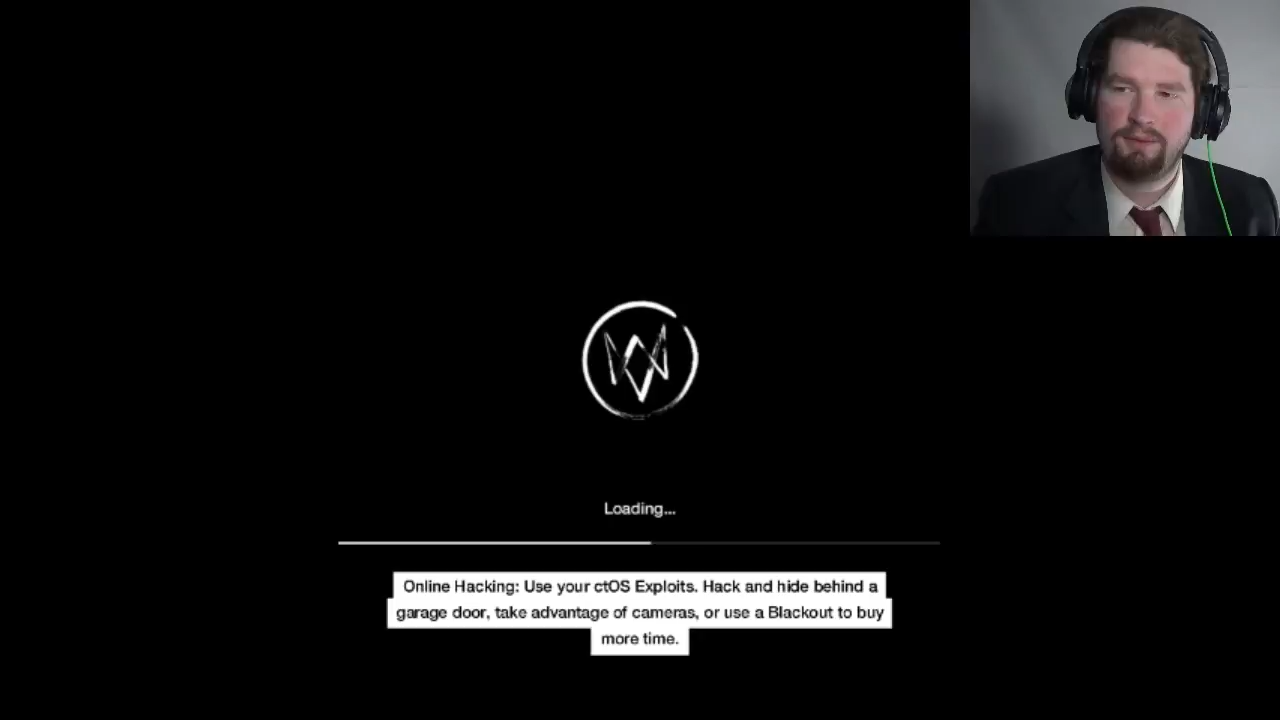 Loading...
Online Hacking: Use your ctOS Exploits. Hack and hide behind a
garage door, take advantage of cameras, or use a Blackout to buy
more time.